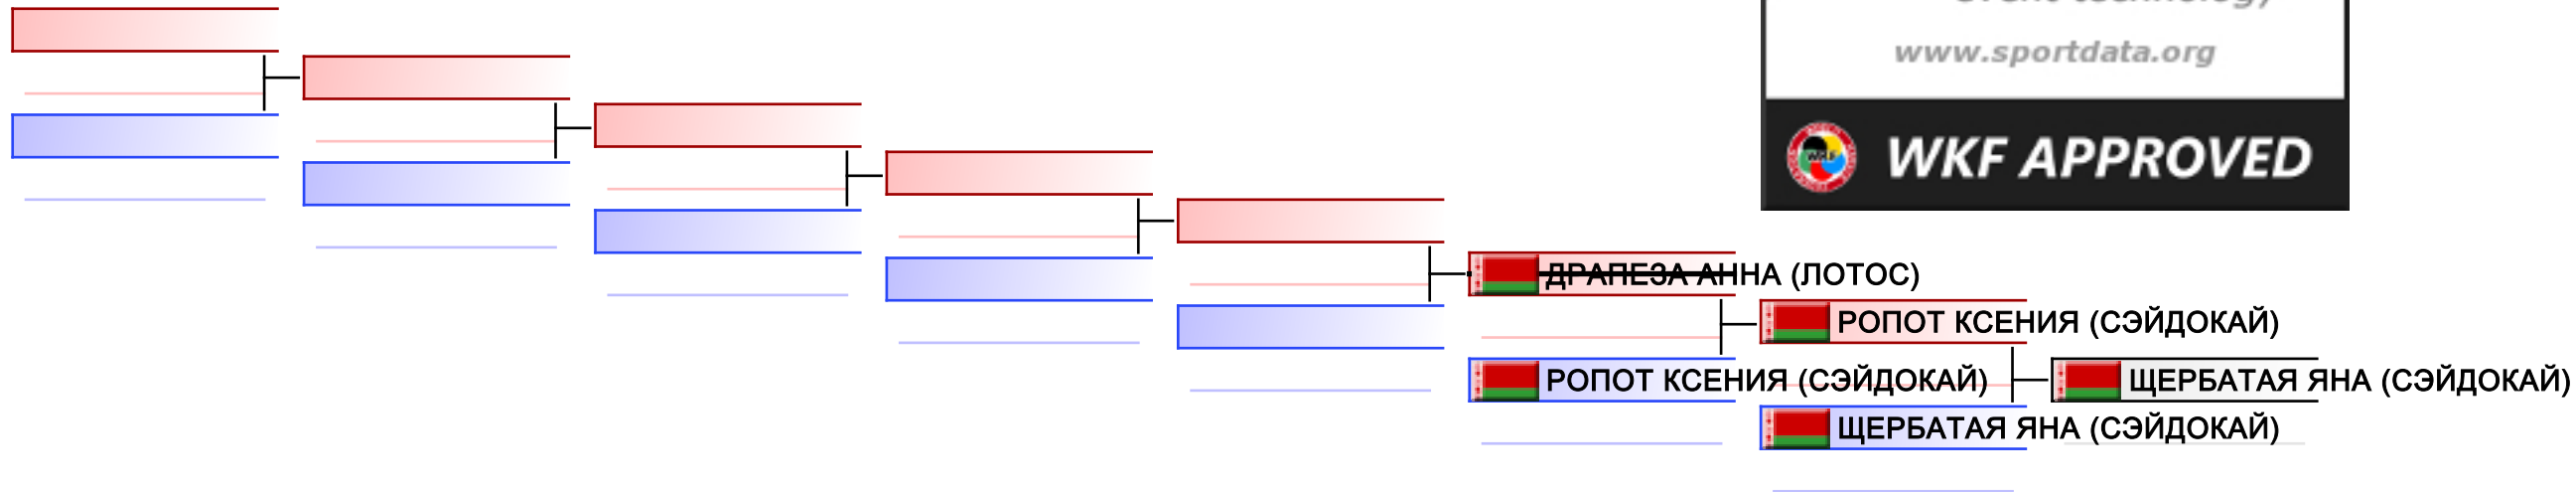 www.sportdata.org
WKF APPROVED
ДРАПЕЗА АННА (ЛОТОС)
РОПОТ КСЕНИЯ (СЭЙДОКАЙ)
РОПОТ КСЕНИЯ (СЭЙДОКАЙ)
ЩЕРБАТАЯ ЯНА (СЭЙДОКАЙ)
ЩЕРБАТАЯ ЯНА (СЭЙДОКАЙ)